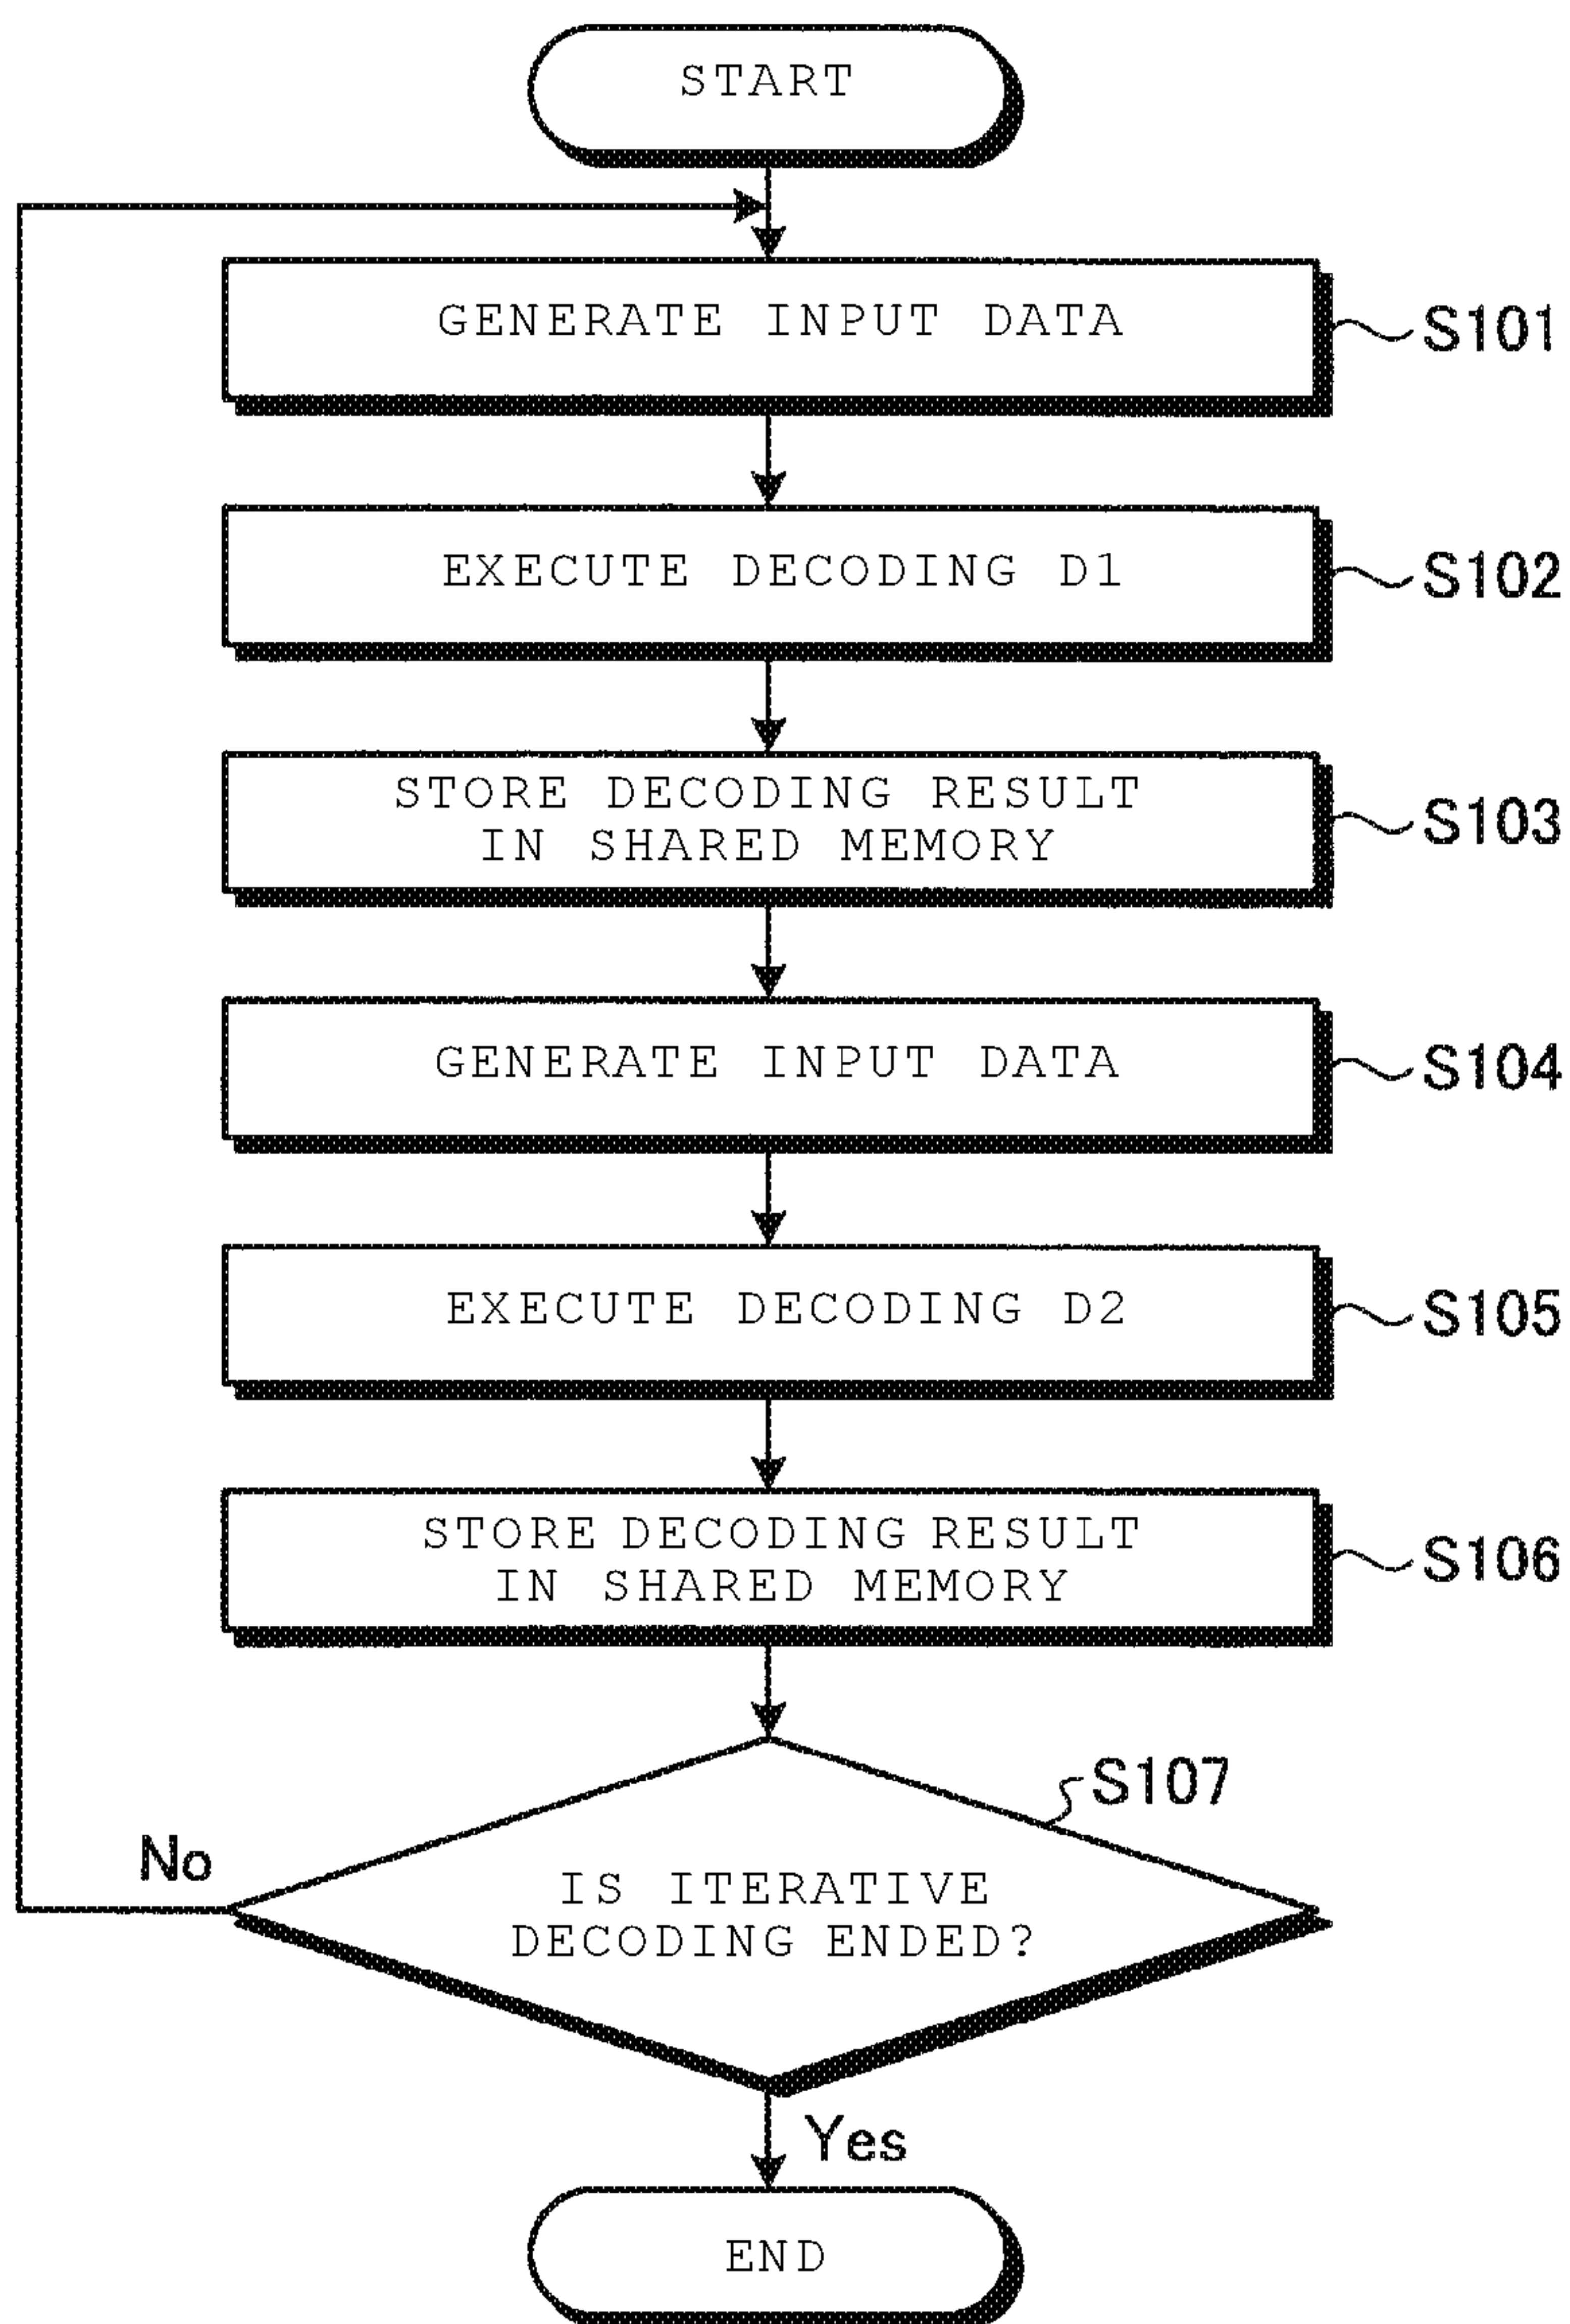 START
GENERATE INPUT DATA
S101
EXECUTE DECODING D1
S102
STORE DECODING RESULT
IN SHARED MEMORY
S103
GENERATE INPUT DATA
S104
EXECUTE DECODING D2
S105
STORE DECODING RESULT
IN SHARED MEMORY
S106
S107
No
IS ITERATIVE
DECODING ENDED?
Yes
END